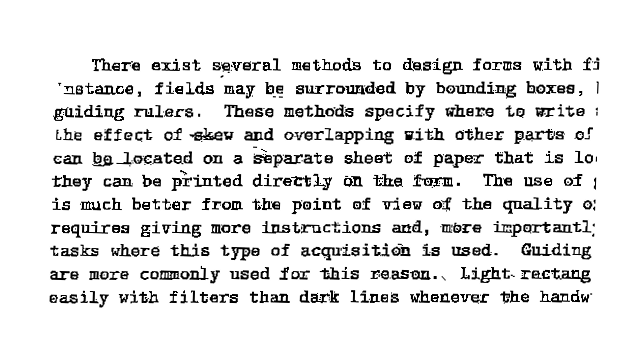 There exist several methods to design forms with fi
nstance, fields may be surrounded by bounding boxes,
guiding rulers. These methods specify where to write
the effect of skew and overlapping with other parts of
can be located on a separate sheet of paper that is lo
they can be printed directly on the form. The use of
is much better from the point of view of the quality o
requires giving more instructions and, more importantl
tasks where this type of acquisition is used. Guiding
are more commonly used for this reason. Light rectang
easily with filters than dark lines whenever the handw